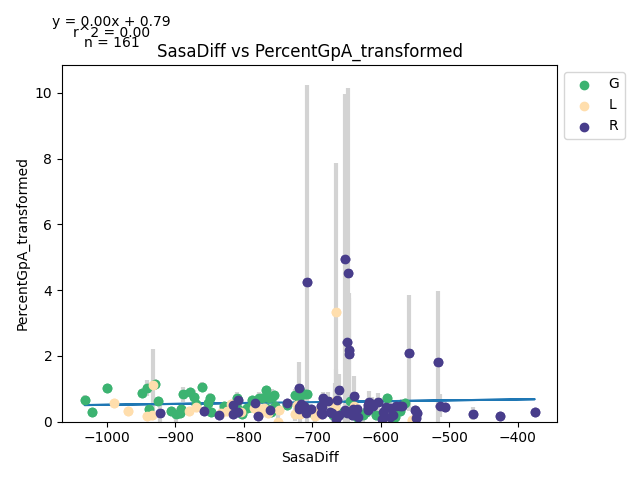 y = 0.00x + 0.79
r^2 = 0.00
n = 161
SasaDiff vs PercentGpA_transformed
G
L
R
PercentGpA_transformed
10
8
6
4
2
0
−1000 −900 −800 −700 −600 −500 −400
SasaDiff